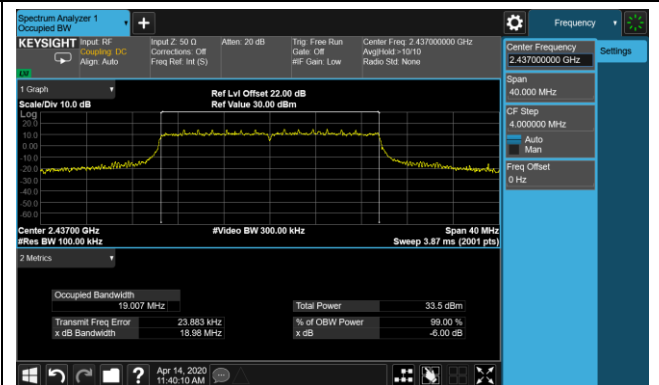 Spectrum Analyzer 1
Occupied BW
+
Frequency
KEYSIGHT
Input: RF
Coupling: DC
Align: Auto
Input Z: 50 Ω
Corrections: Off
Freq Ref: Int (S)
Atten: 20 dB
Trig: Free Run
Gate: Off
#IF Gain: Low
Center Freq: 2.437000000 GHz
Avg|Hold:>10/10
Radio Std: None
Center Frequency
2.437000000 GHz
Settings
Span
40.000 MHz
CF Step
4.000000 MHz
Auto
Man
Freq Offset
0 Hz
1 Graph
Scale/Div 10.0 dB
Ref Lvl Offset 22.00 dB
Ref Value 30.00 dBm
Log
20.0
10.0
0.00
-10.0
-20.0
-30.0
-40.0
-50.0
-60.0
Center 2.43700 GHz
#Res BW 100.00 kHz
#Video BW 300.00 kHz
Span 40 MHz
Sweep 3.87 ms (2001 pts)
2 Metrics
Occupied Bandwidth
19.007 MHz
Total Power 33.5 dBm
Transmit Freq Error 23.883 kHz
% of OBW Power 99.00 %
x dB Bandwidth 18.98 MHz
x dB -6.00 dB
?
Apr 14, 2020
11:40:10 AM